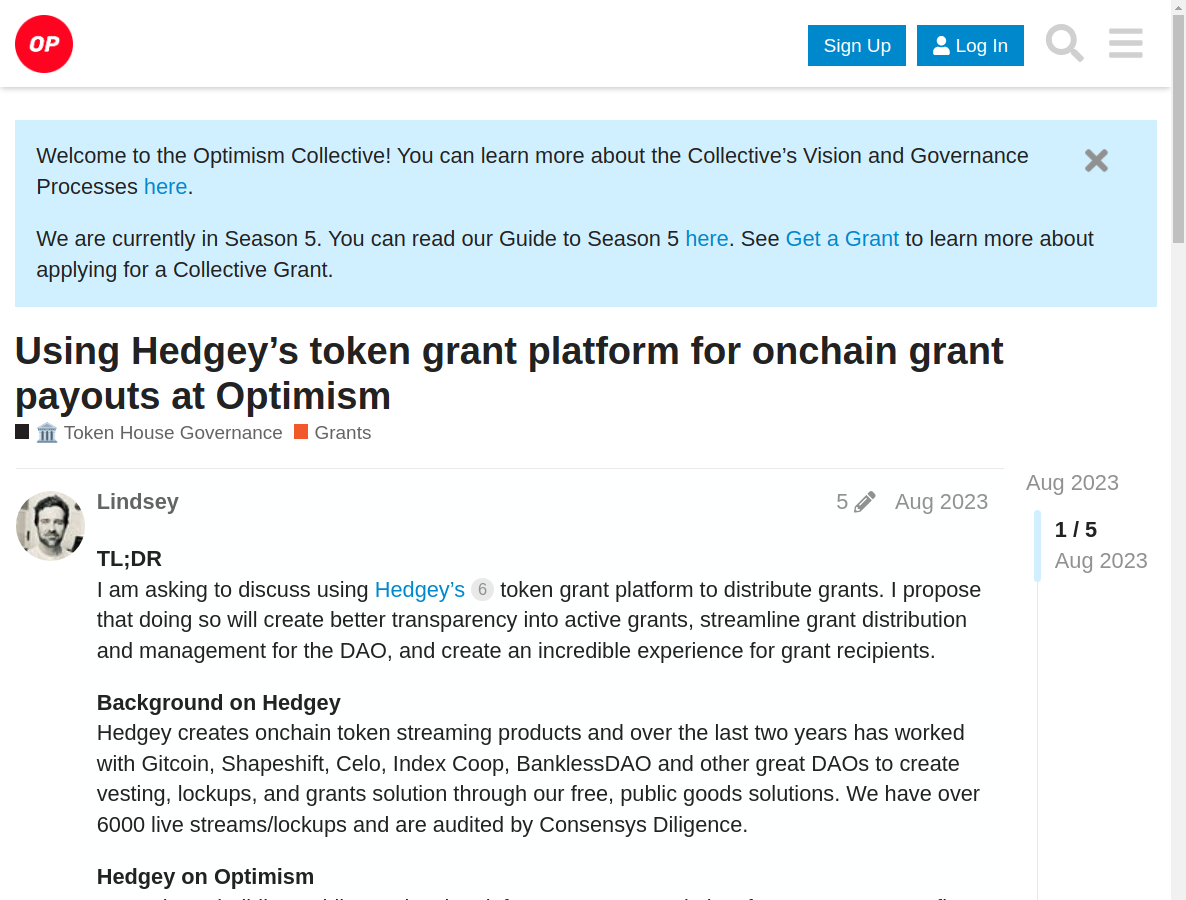 OP
Sign Up
Log In
Welcome to the Optimism Collective! You can learn more about the Collective’s Vision and Governance
Processes here.
We are currently in Season 5. You can read our Guide to Season 5 here. See Get a Grant to learn more about
applying for a Collective Grant.
Using Hedgey’s token grant platform for onchain grant
payouts at Optimism
Token House Governance Grants
Lindsey
5
Aug 2023
Aug 2023
1 / 5
Aug 2023
TL;DR
I am asking to discuss using Hedgey’s 6 token grant platform to distribute grants. I propose
that doing so will create better transparency into active grants, streamline grant distribution
and management for the DAO, and create an incredible experience for grant recipients.
Background on Hedgey
Hedgey creates onchain token streaming products and over the last two years has worked
with Gitcoin, Shapeshift, Celo, Index Coop, BanklessDAO and other great DAOs to create
vesting, lockups, and grants solution through our free, public goods solutions. We have over
6000 live streams/lockups and are audited by Consensys Diligence.
Hedgey on Optimism